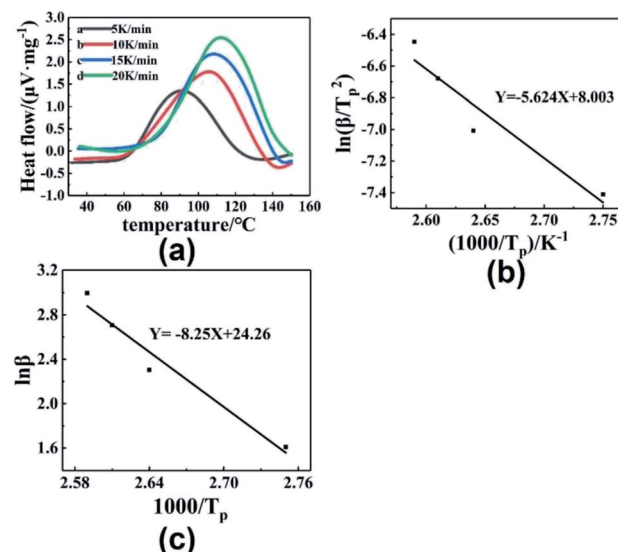 3.0
2.5
2.0
1.5
1.0
0.5
0.0
-0.5
-1.0
Heat flow/(μV·mg⁻¹)
a 5K/min
b 10K/min
c 15K/min
d 20K/min
40 60 80 100 120 140 160
temperature/°C
(a)
-6.4
-6.6
-6.8
-7.0
-7.2
-7.4
ln(β/Tp²)
Y=-5.624X+8.003
2.60 2.65 2.70 2.75
(1000/Tp)/K⁻¹
(b)
3.2
2.8
2.4
2.0
1.6
lnβ
Y= -8.25X+24.26
2.58 2.64 2.70 2.76
1000/Tp
(c)